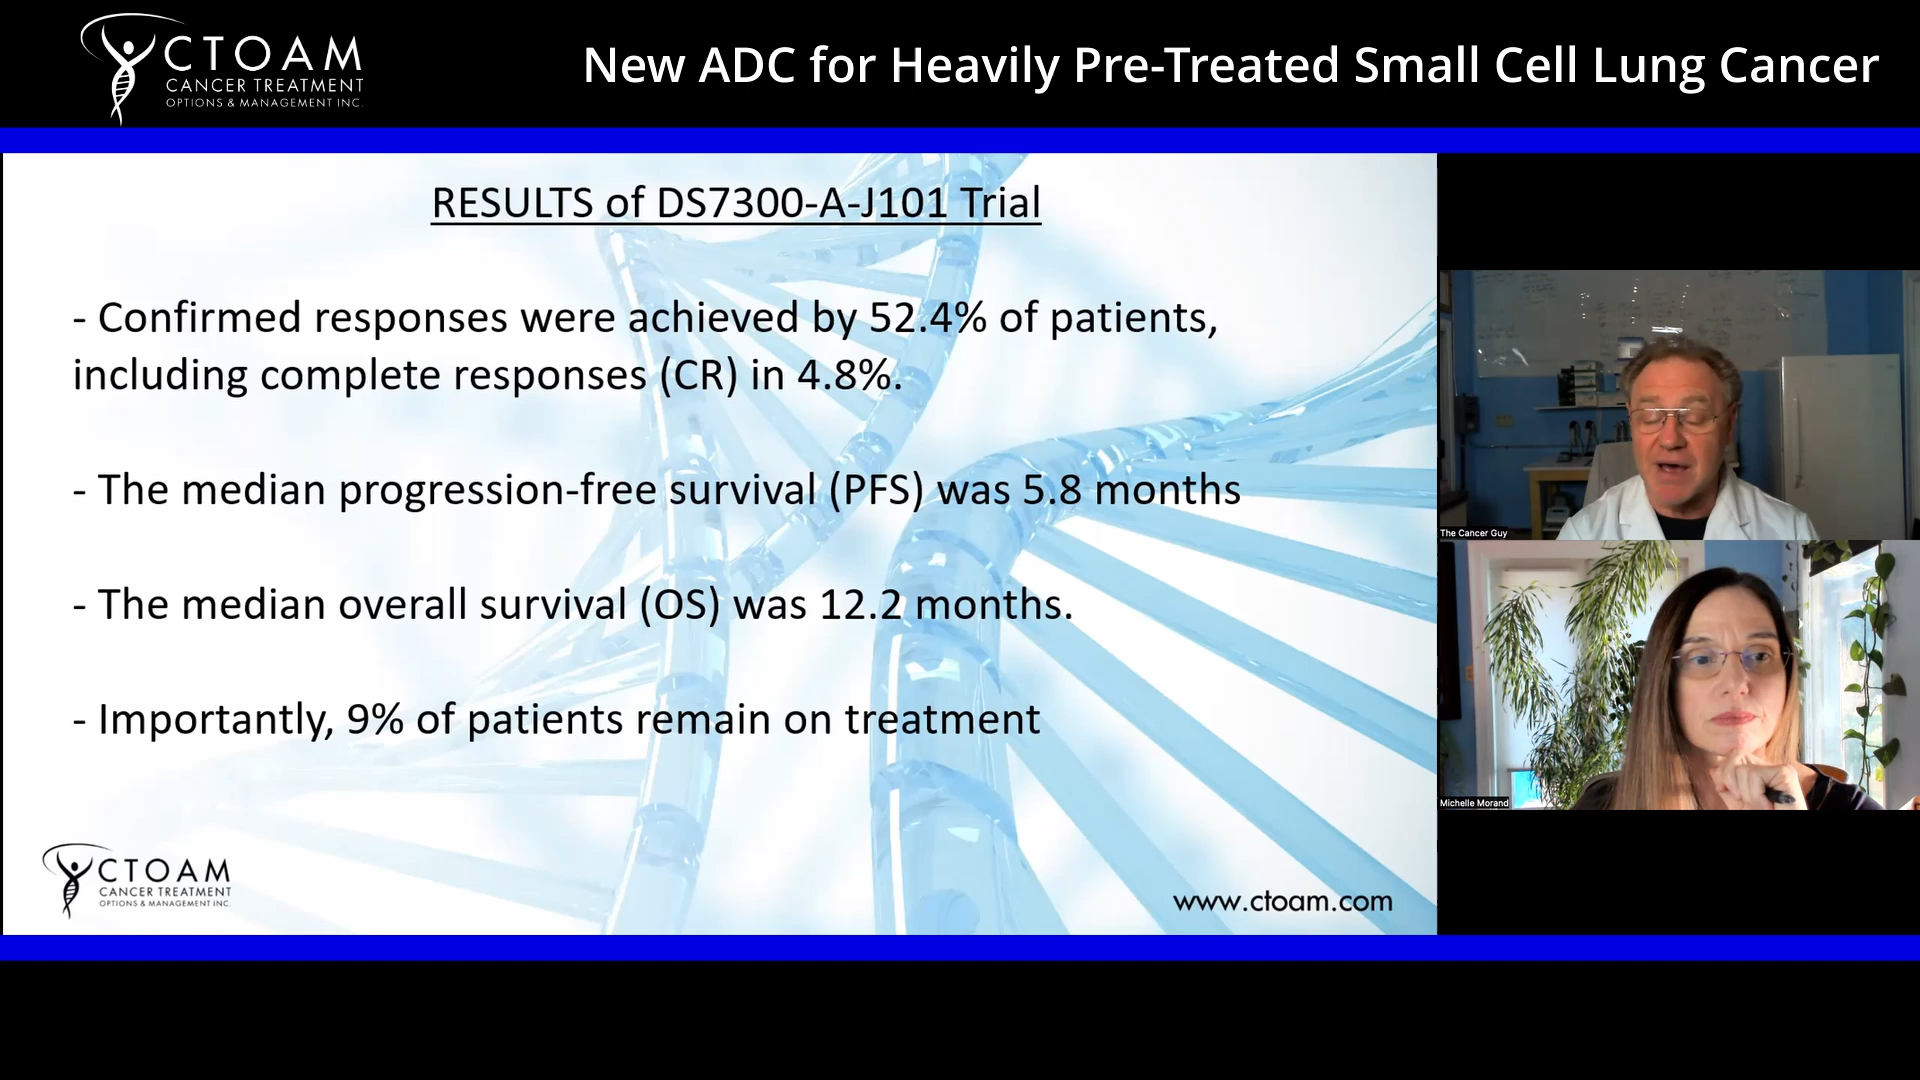 CTOAM
CANCER TREATMENT
OPTIONS & MANAGEMENT INC.
New ADC for Heavily Pre-Treated Small Cell Lung Cancer
RESULTS of DS7300-A-J101 Trial
- Confirmed responses were achieved by 52.4% of patients,
including complete responses (CR) in 4.8%.
- The median progression-free survival (PFS) was 5.8 months
- The median overall survival (OS) was 12.2 months.
- Importantly, 9% of patients remain on treatment
CTOAM
CANCER TREATMENT
OPTIONS & MANAGEMENT INC.
www.ctoam.com
The Cancer Guy
Michelle Morand